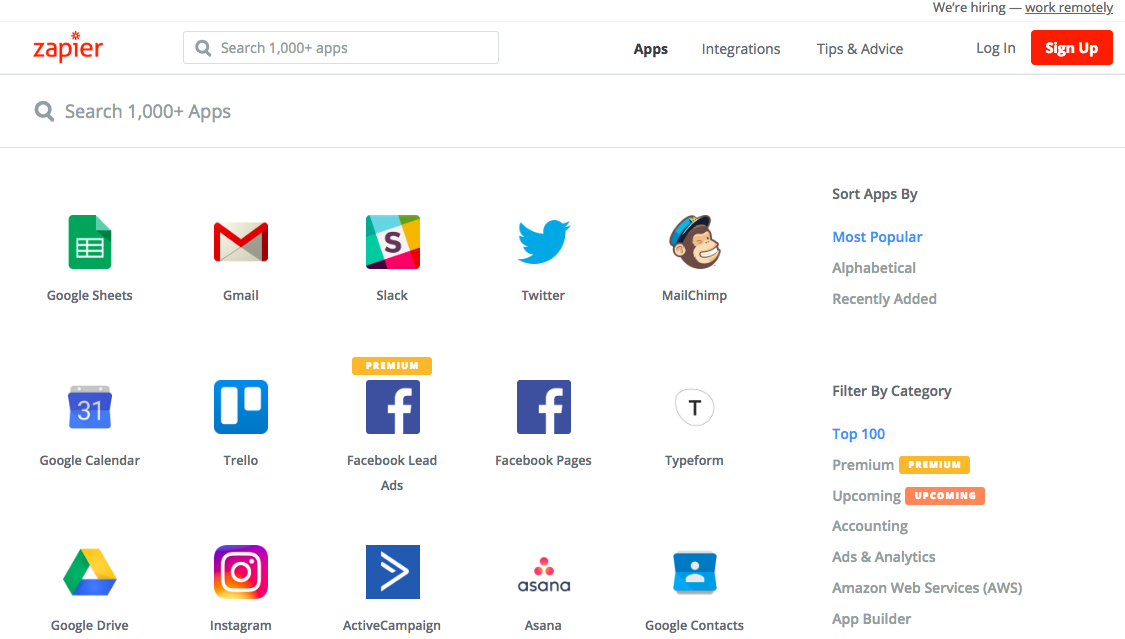 We're hiring — work remotely
zapier
Search 1,000+ apps
Apps
Integrations
Tips & Advice
Log In
Sign Up
Search 1,000+ Apps
S
Google Sheets
Gmail
Slack
Twitter
MailChimp
PREMIUM
31
f
f
T
Google Calendar
Trello
Facebook Lead
Ads
Facebook Pages
Typeform
asana
Google Drive
Instagram
ActiveCampaign
Asana
Google Contacts
Sort Apps By
Most Popular
Alphabetical
Recently Added
Filter By Category
Top 100
Premium PREMIUM
Upcoming UPCOMING
Accounting
Ads & Analytics
Amazon Web Services (AWS)
App Builder